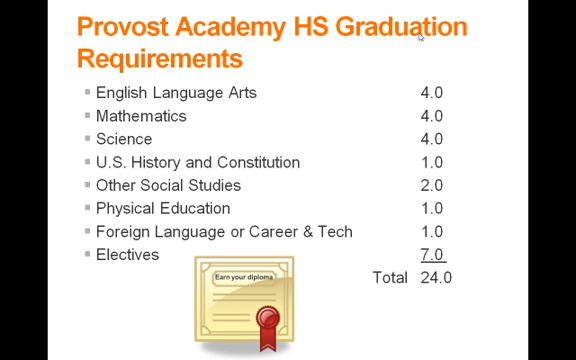 Provost Academy HS Graduation
Requirements
English Language Arts 4.0
Mathematics 4.0
Science 4.0
U.S. History and Constitution 1.0
Other Social Studies 2.0
Physical Education 1.0
Foreign Language or Career & Tech 1.0
Electives 7.0
Total 24.0
Earn your diploma